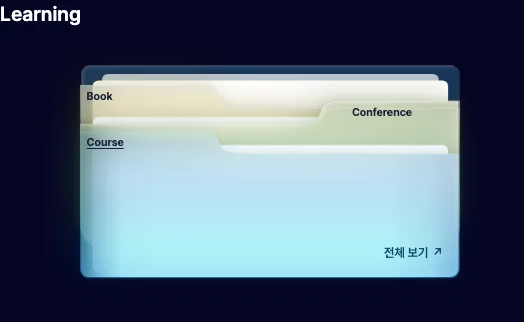 Learning
Book
Conference
Course
전체 보기 ↗